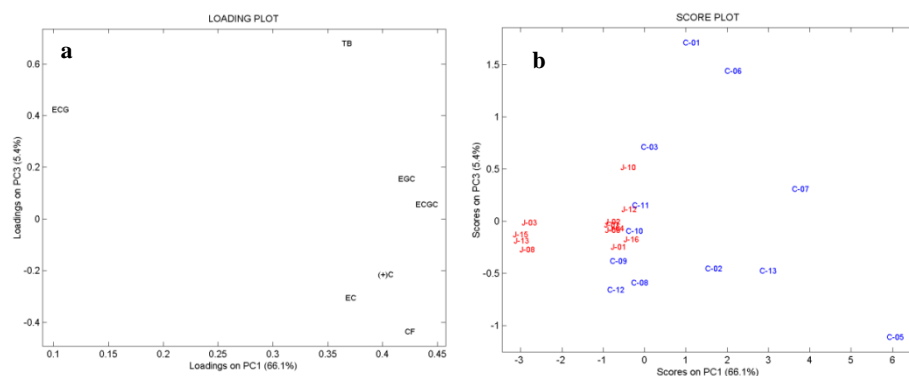 LOADING PLOT
a
TB
ECG
EGC
ECGC
(+)C
EC
CF
0.6
0.4
0.2
0
-0.2
-0.4
0.1 0.15 0.2 0.25 0.3 0.35 0.4 0.45
Loadings on PC3 (5.4%)
Loadings on PC1 (66.1%)
SCORE PLOT
b
C-01
C-06
C-03
J-10
C-07
J-12
C-11
J-03
J-02
C-10
J-16
J-15
J-13
J-01
J-08
C-09
C-02
C-13
C-08
C-12
C-05
1.5
1
0.5
0
-0.5
-1
-3 -2 -1 0 1 2 3 4 5 6
Scores on PC3 (5.4%)
Scores on PC1 (66.1%)